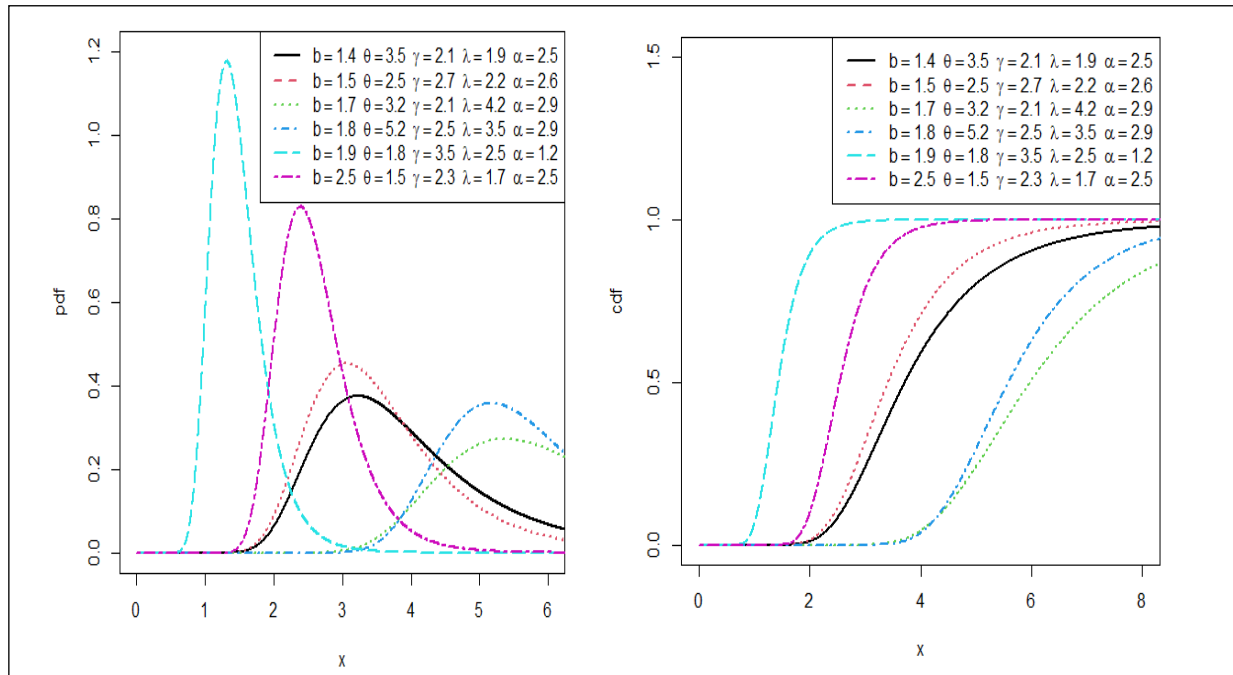 1.2
1.0
0.8
0.6
0.4
0.2
0.0
pdf
0 1 2 3 4 5 6
x
b = 1.4 θ = 3.5 γ = 2.1 λ = 1.9 α = 2.5
b = 1.5 θ = 2.5 γ = 2.7 λ = 2.2 α = 2.6
b = 1.7 θ = 3.2 γ = 2.1 λ = 4.2 α = 2.9
b = 1.8 θ = 5.2 γ = 2.5 λ = 3.5 α = 2.9
b = 1.9 θ = 1.8 γ = 3.5 λ = 2.5 α = 1.2
b = 2.5 θ = 1.5 γ = 2.3 λ = 1.7 α = 2.5
1.5
1.0
0.5
0.0
cdf
0 2 4 6 8
x
b = 1.4 θ = 3.5 γ = 2.1 λ = 1.9 α = 2.5
b = 1.5 θ = 2.5 γ = 2.7 λ = 2.2 α = 2.6
b = 1.7 θ = 3.2 γ = 2.1 λ = 4.2 α = 2.9
b = 1.8 θ = 5.2 γ = 2.5 λ = 3.5 α = 2.9
b = 1.9 θ = 1.8 γ = 3.5 λ = 2.5 α = 1.2
b = 2.5 θ = 1.5 γ = 2.3 λ = 1.7 α = 2.5